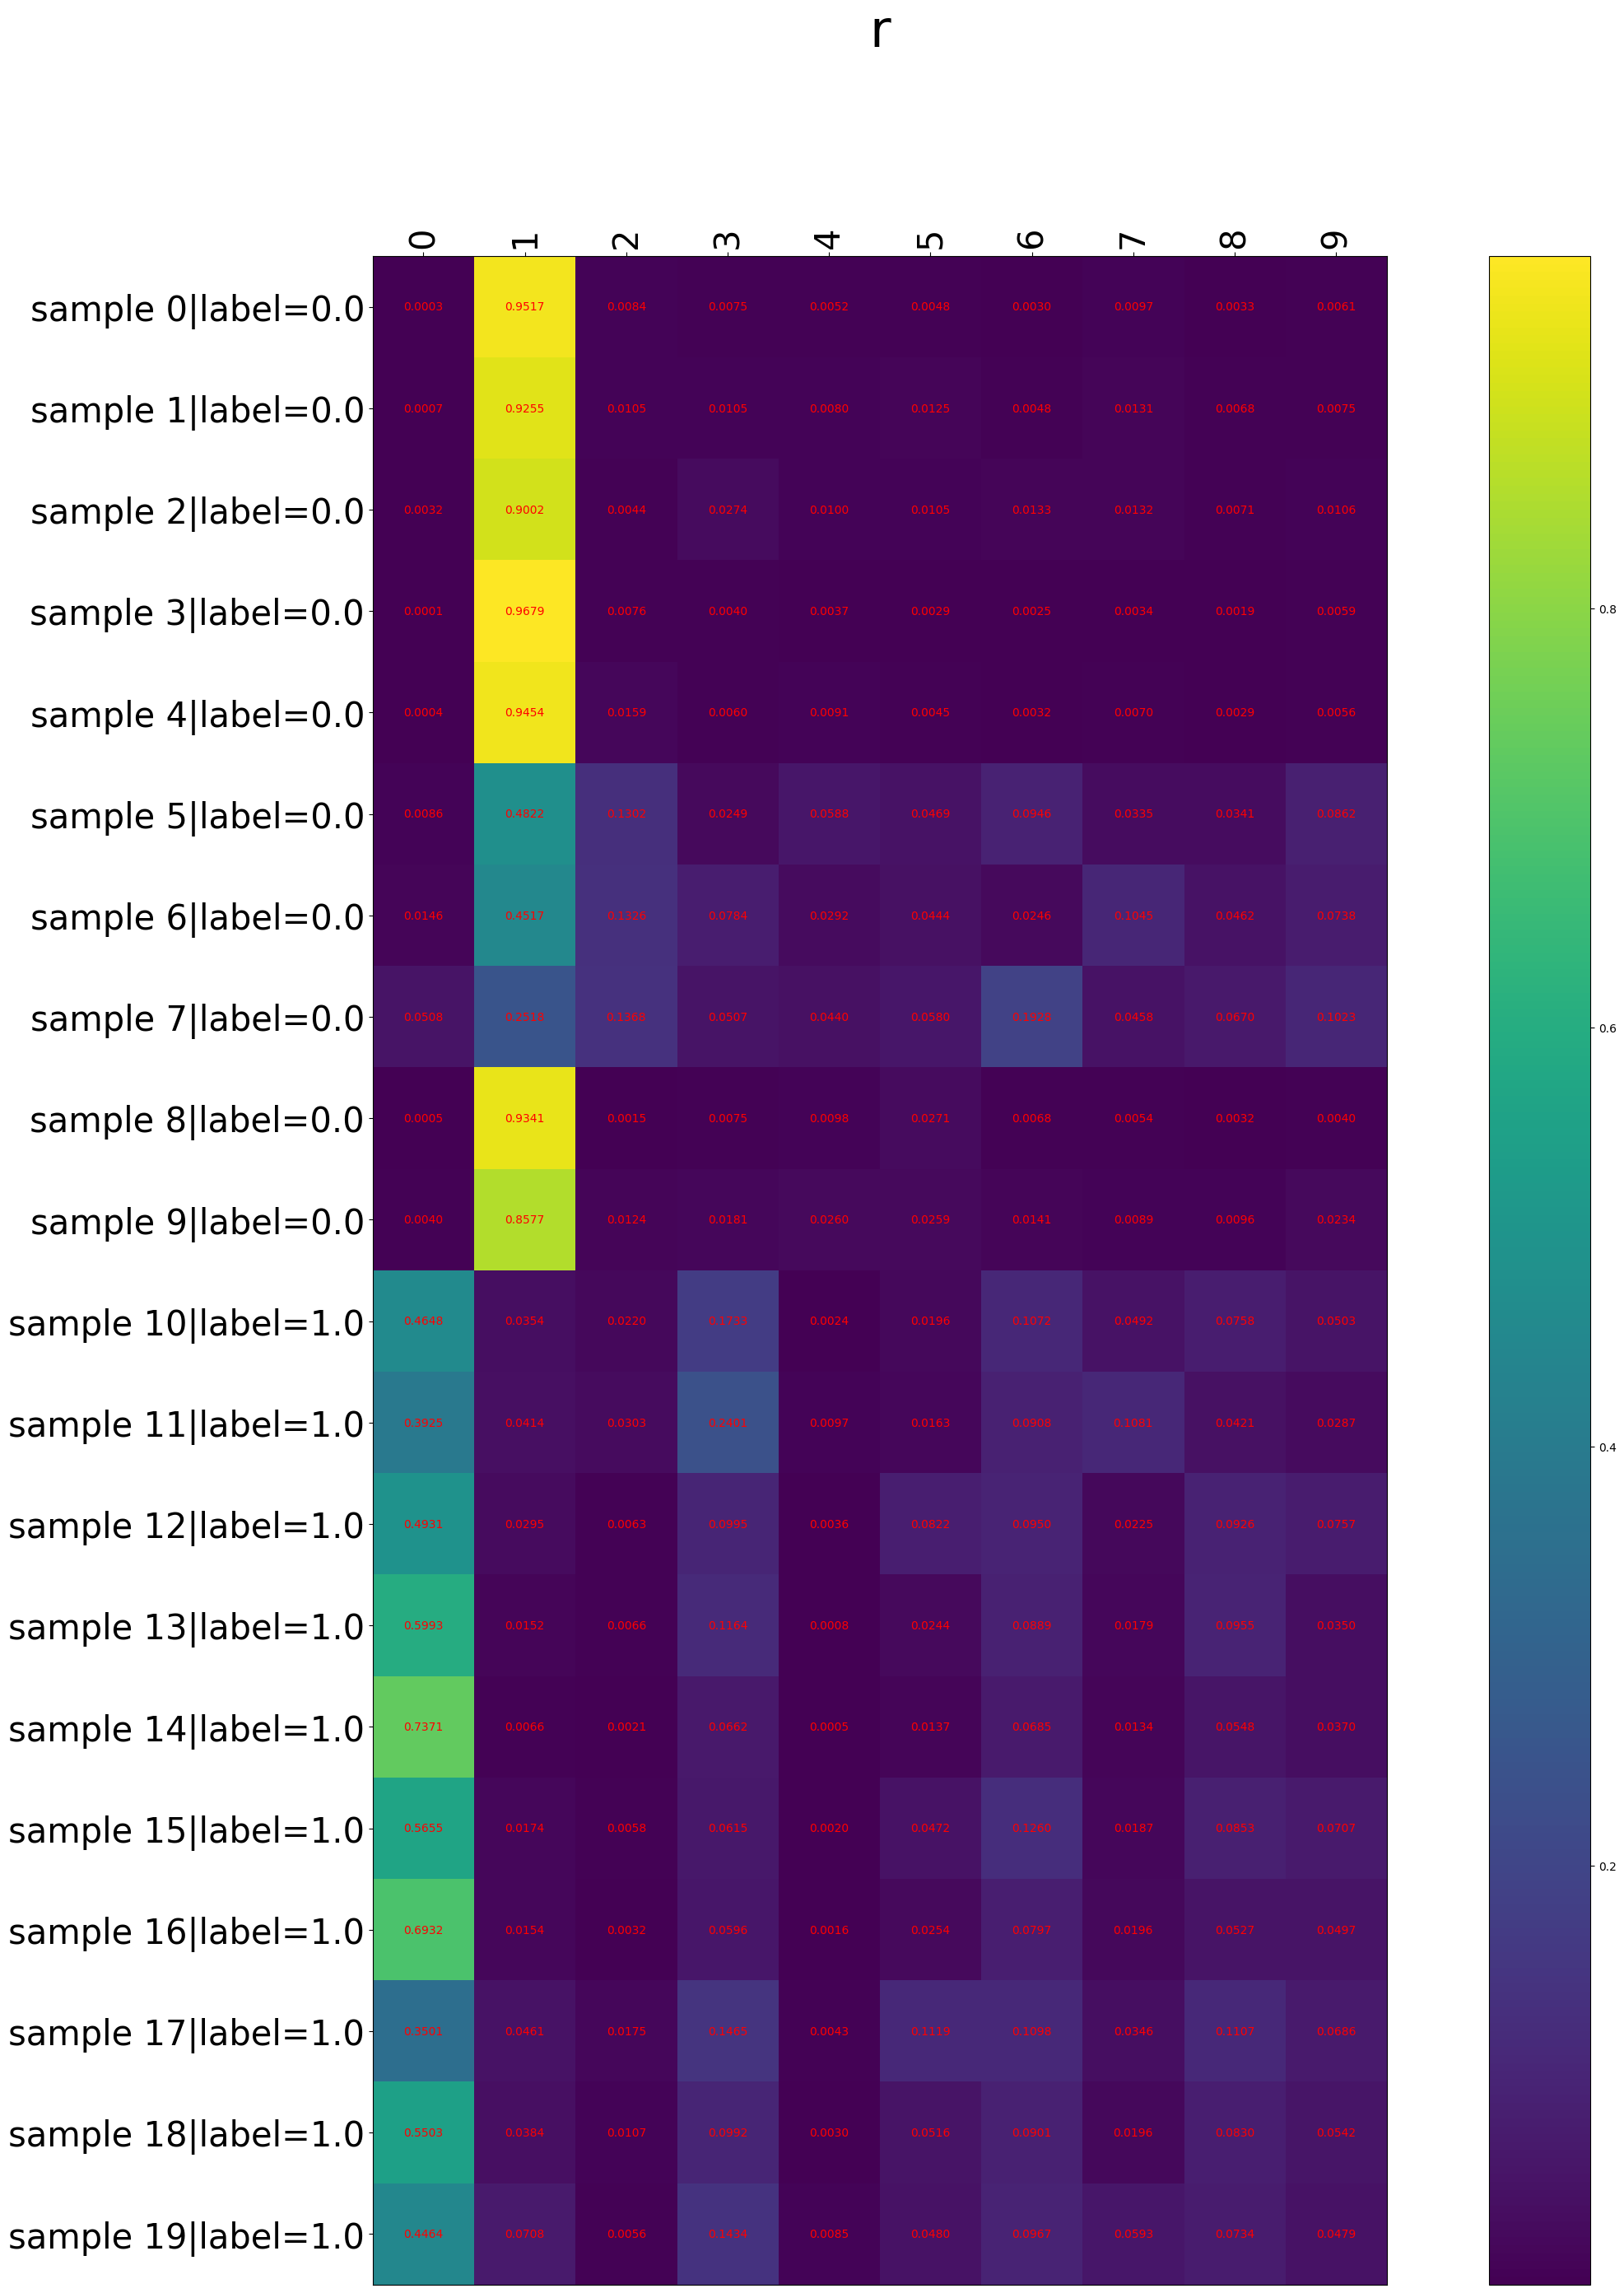 r
0 1 2 3 4 5 6 7 8 9
sample 0|label=0.0 0.0003 0.9517 0.0084 0.0075 0.0052 0.0048 0.0030 0.0097 0.0033 0.0061
sample 1|label=0.0 0.0007 0.9255 0.0105 0.0105 0.0080 0.0125 0.0048 0.0131 0.0068 0.0075
sample 2|label=0.0 0.0032 0.9002 0.0044 0.0274 0.0100 0.0105 0.0133 0.0132 0.0071 0.0106
sample 3|label=0.0 0.0001 0.9679 0.0076 0.0040 0.0037 0.0029 0.0025 0.0034 0.0019 0.0059
0.8
sample 4|label=0.0 0.0004 0.9454 0.0159 0.0060 0.0091 0.0045 0.0032 0.0070 0.0029 0.0056
sample 5|label=0.0 0.0086 0.4822 0.1302 0.0249 0.0588 0.0469 0.0946 0.0335 0.0341 0.0862
sample 6|label=0.0 0.0146 0.4517 0.1326 0.0784 0.0292 0.0444 0.0246 0.1045 0.0462 0.0738
sample 7|label=0.0 0.0508 0.1368 0.0507 0.0440 0.0580 0.0458 0.0670 0.1023
0.6
sample 8|label=0.0 0.0005 0.9341 0.0015 0.0075 0.0098 0.0271 0.0068 0.0054 0.0032 0.0040
sample 9|label=0.0 0.0040 0.8577 0.0124 0.0181 0.0260 0.0259 0.0141 0.0089 0.0096 0.0234
sample 10|label=1.0 0.4648 0.0354 0.0220 0.1733 0.0024 0.0196 0.1072 0.0492 0.0758 0.0503
sample 11|label=1.0 0.3925 0.0414 0.0303 0.0097 0.0163 0.0908 0.0421 0.0287
0.4
sample 12|label=1.0 0.4931 0.0295 0.0063 0.0995 0.0036 0.0822 0.0950 0.0225 0.0926 0.0757
sample 13|label=1.0 0.5993 0.0152 0.0066 0.1164 0.0008 0.0244 0.0889 0.0179 0.0955 0.0350
sample 14|label=1.0 0.7371 0.0066 0.0021 0.0662 0.0005 0.0137 0.0685 0.0134 0.0548 0.0370
sample 15|label=1.0 0.5655 0.0174 0.0058 0.0615 0.0020 0.0472 0.1260 0.0187 0.0853 0.0707
0.2
sample 16|label=1.0 0.6932 0.0154 0.0032 0.0596 0.0016 0.0254 0.0797 0.0196 0.0527 0.0497
sample 17|label=1.0 0.3501 0.0461 0.0175 0.1465 0.0043 0.1119 0.1098 0.0346 0.1107 0.0686
sample 18|label=1.0 0.5503 0.0384 0.0107 0.0992 0.0030 0.0516 0.0901 0.0196 0.0830 0.0542
sample 19|label=1.0 0.4464 0.0708 0.0056 0.1434 0.0085 0.0480 0.0967 0.0593 0.0734 0.0479